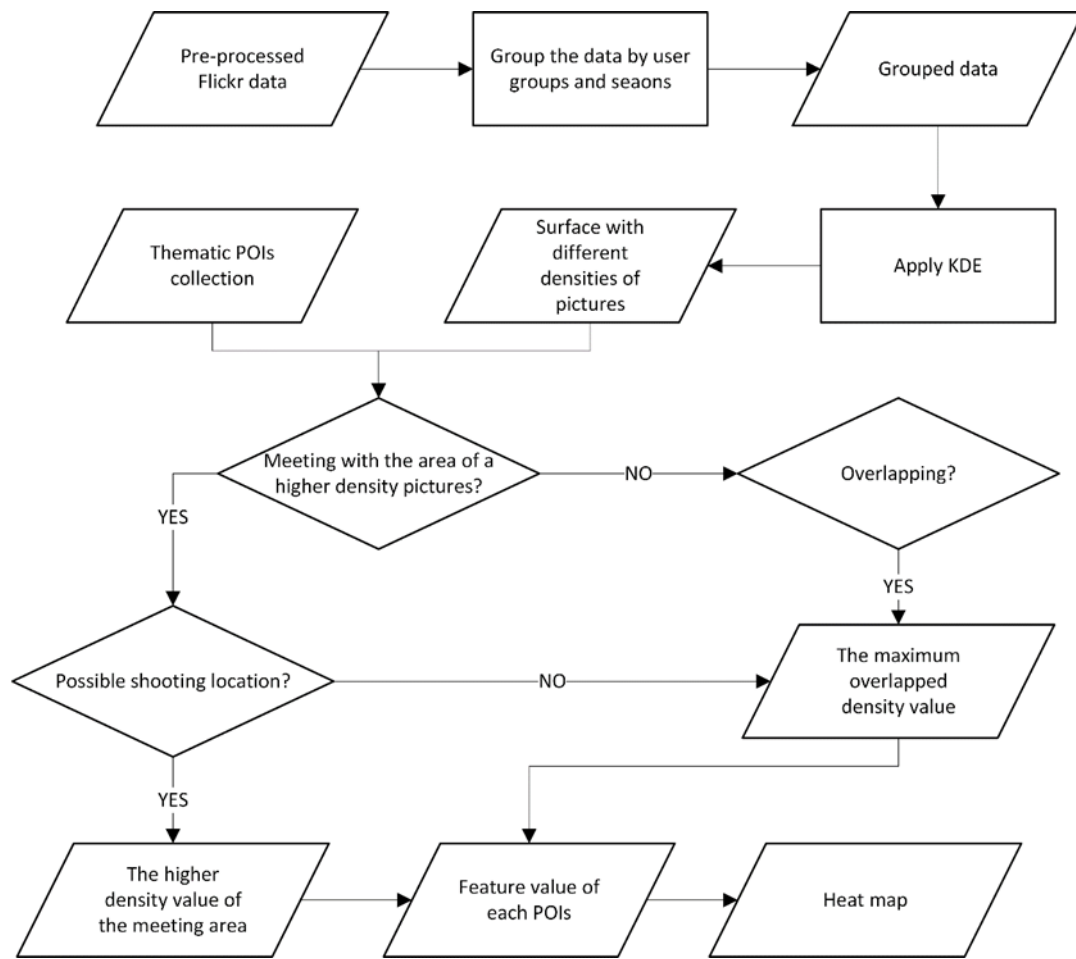 Pre-processed
Flickr data
Group the data by user
groups and seaons
Grouped data
Thematic POIs
collection
Surface with
different
densities of
pictures
Apply KDE
Meeting with the area of a
higher density pictures?
NO
Overlapping?
YES
YES
Possible shooting location?
NO
The maximum
overlapped
density value
YES
The higher
density value of
the meeting area
Feature value of
each POIs
Heat map